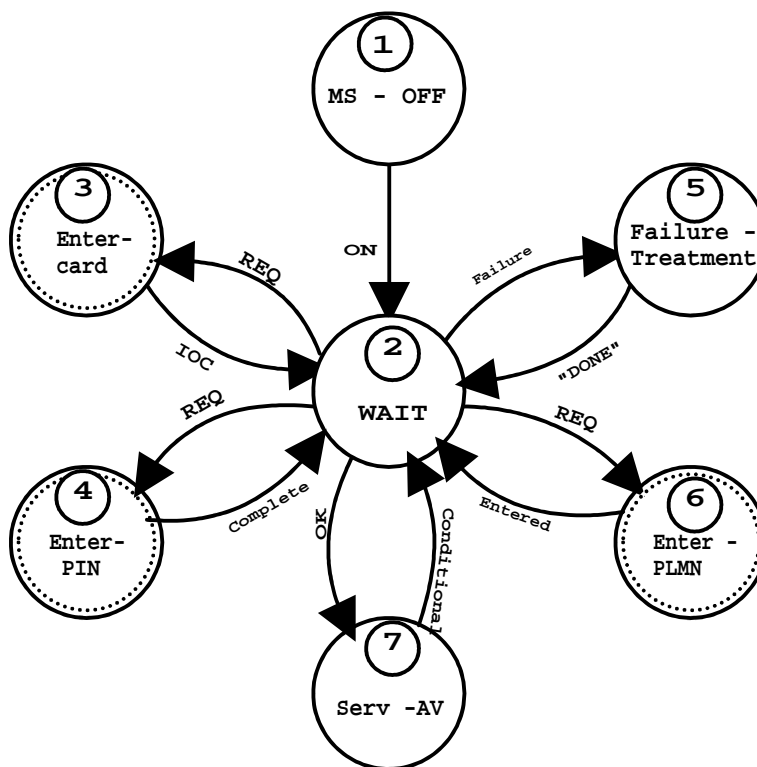 1
MS - OFF
3
Enter-
card
5
Failure -
Treatment
ON
REQ
Failure
IOC
"DONE"
2
WAIT
REQ
REQ
4
Enter-
PIN
Complete
OK
Conditional
Entered
6
Enter -
PLMN
7
Serv -AV